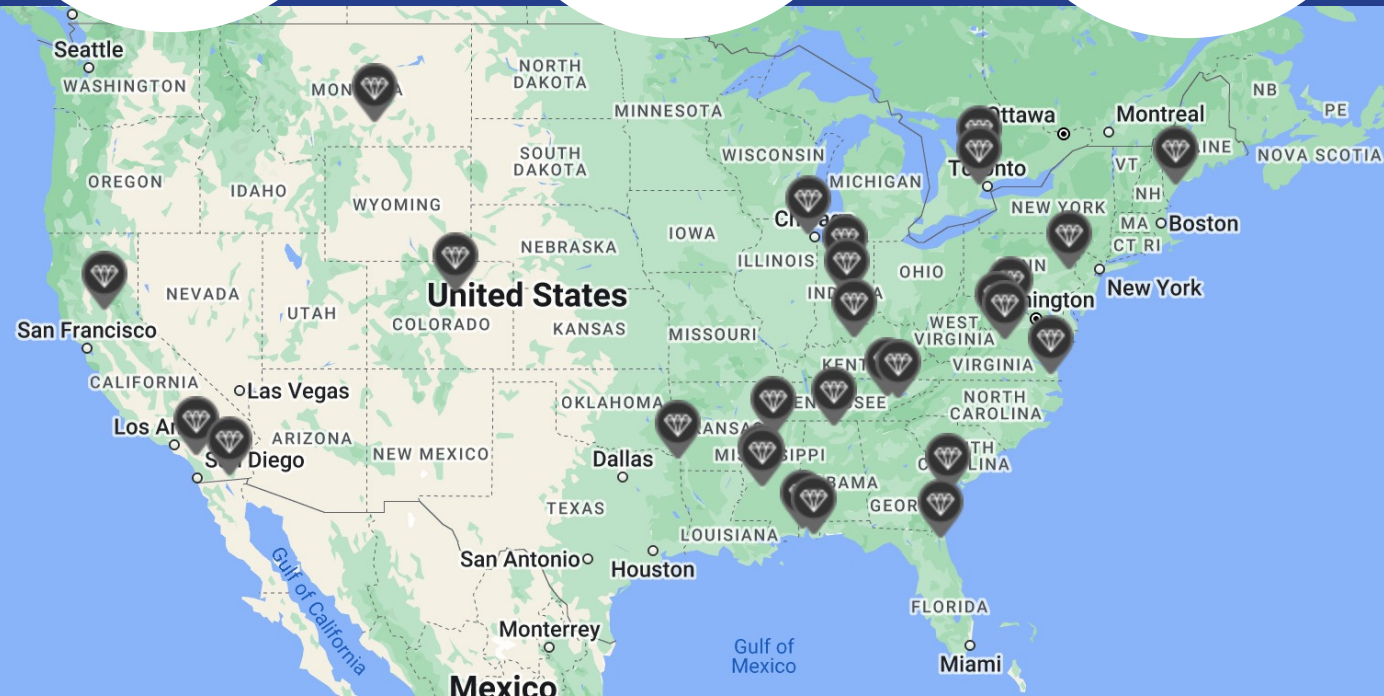 Seattle
WASHINGTON
NORTH
DAKOTA
MINNESOTA
Montreal
NB
PE
NOVA SCOTIA
WISCONSIN
VT
SOUTH
DAKOTA
OREGON
IDAHO
WYOMING
MICHIGAN
NH
NEW YORK
MA
Boston
CT RI
IOWA
NEBRASKA
ILLINOIS
OHIO
New York
NEVADA
United States
UTAH
COLORADO
KANSAS
MISSOURI
WEST
VIRGINIA
San Francisco
VIRGINIA
CALIFORNIA
Las Vegas
OKLAHOMA
NORTH
CAROLINA
ARIZONA
NEW MEXICO
Dallas
TEXAS
LOUISIANA
San Antonio
Houston
Gulf of California
FLORIDA
Monterrey
Gulf of
Mexico
Miami
Mexico